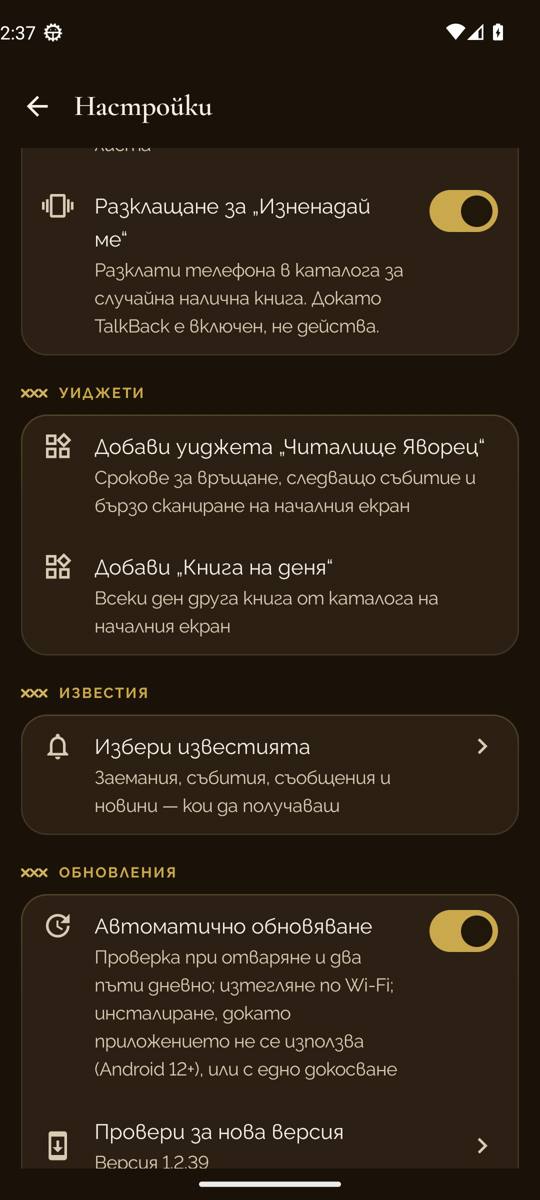 2:37
Настройки
листа
Разклащане за „Изненадай
ме“
Разклати телефона в каталога за
случайна налична книга. Докато
TalkBack е включен, не действа.
УИДЖЕТИ
Добави уиджета „Читалище Яворец“
Срокове за връщане, следващо събитие и
бързо сканиране на началния екран
Добави „Книга на деня“
Всеки ден друга книга от каталога на
началния екран
ИЗВЕСТИЯ
Избери известията
Заемания, събития, съобщения и
новини — кои да получаваш
ОБНОВЛЕНИЯ
Автоматично обновяване
Проверка при отваряне и два
пъти дневно; изтегляне по Wi-Fi;
инсталиране, докато
приложението не се използва
(Android 12+), или с едно докосване
Провери за нова версия
Версия 1.2.39